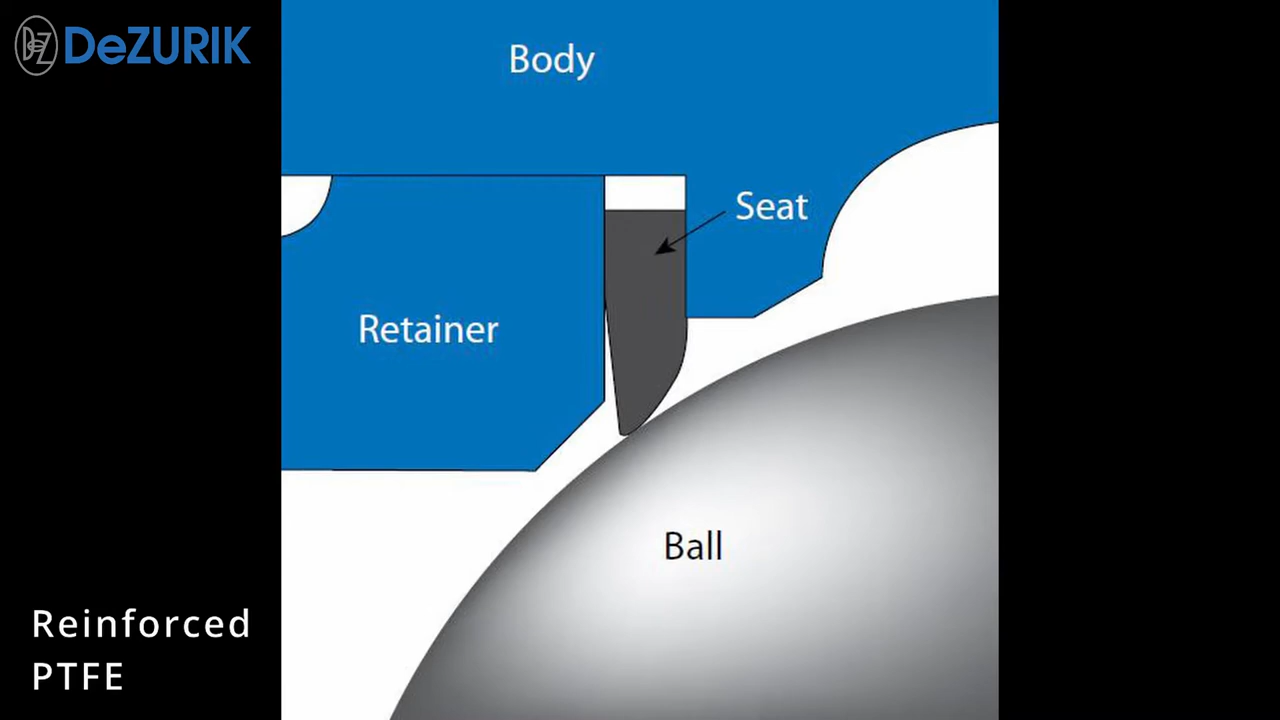 DeZURIK
Body
Seat
Retainer
Ball
Reinforced
PTFE